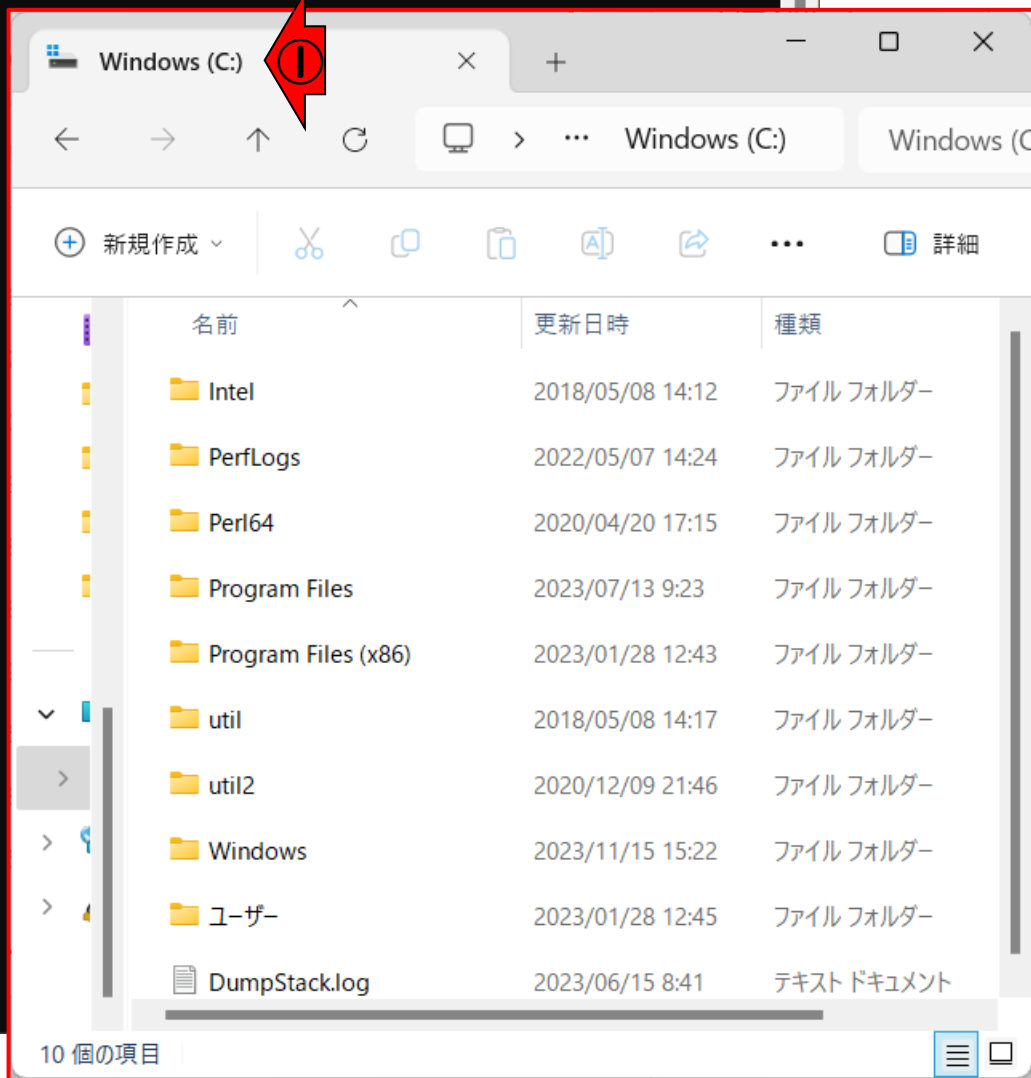 Windows (C:)
①
Windows (C:) Windows (C
新規作成 詳細
名前 更新日時 種類
Intel 2018/05/08 14:12 ファイル フォルダー
PerfLogs 2022/05/07 14:24 ファイル フォルダー
Perl64 2020/04/20 17:15 ファイル フォルダー
Program Files 2023/07/13 9:23 ファイル フォルダー
Program Files (x86) 2023/01/28 12:43 ファイル フォルダー
util 2018/05/08 14:17 ファイル フォルダー
util2 2020/12/09 21:46 ファイル フォルダー
Windows 2023/11/15 15:22 ファイル フォルダー
ユーザー 2023/01/28 12:45 ファイル フォルダー
DumpStack.log 2023/06/15 8:41 テキスト ドキュメント
10 個の項目